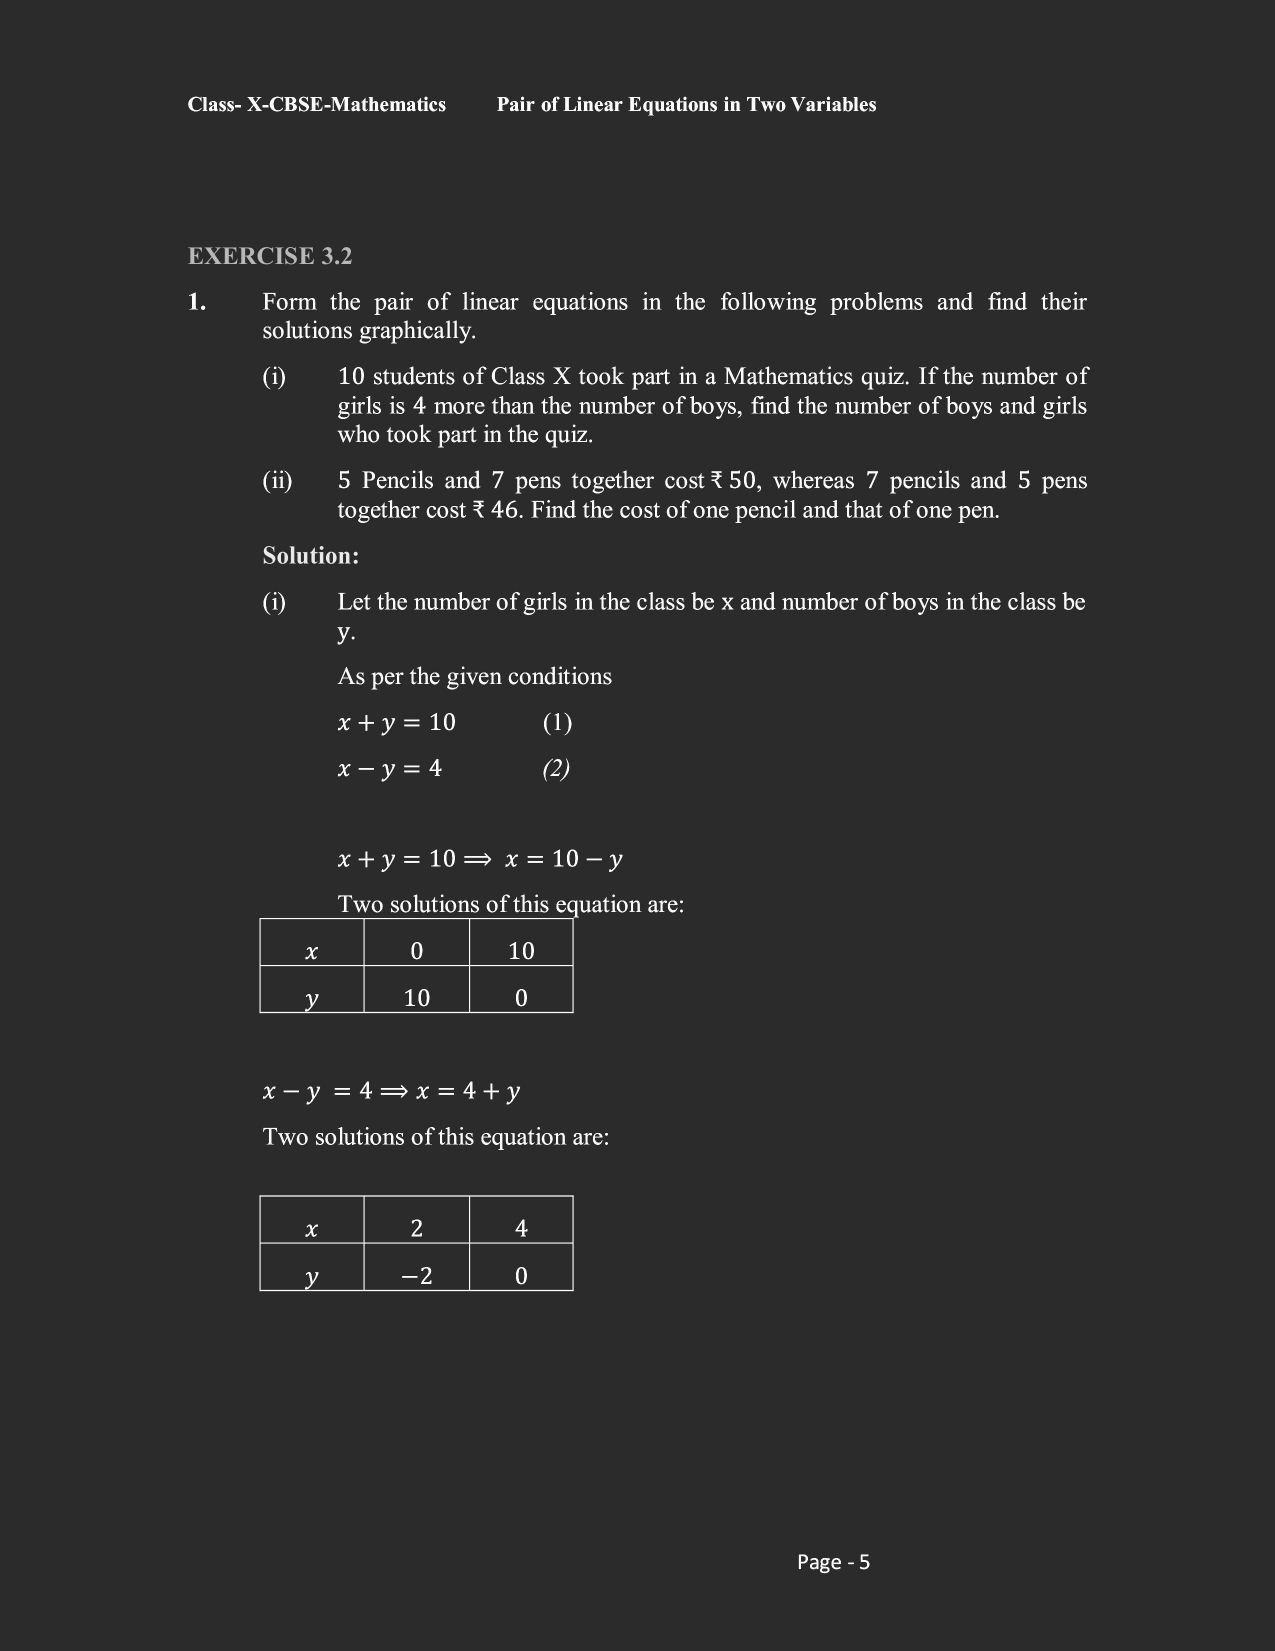 Class- X-CBSE-Mathematics Pair of Linear Equations in Two Variables
EXERCISE 3.2
1. Form the pair of linear equations in the following problems and find their
solutions graphically.
(i) 10 students of Class X took part in a Mathematics quiz. If the number of
girls is 4 more than the number of boys, find the number of boys and girls
who took part in the quiz.
(ii) 5 Pencils and 7 pens together cost ₹ 50, whereas 7 pencils and 5 pens
together cost ₹ 46. Find the cost of one pencil and that of one pen.
Solution:
(i) Let the number of girls in the class be x and number of boys in the class be
y.
As per the given conditions
x + y = 10 (1)
x − y = 4 (2)
x + y = 10 ⟹ x = 10 − y
Two solutions of this equation are:
x 0 10
y 10 0
x − y = 4 ⟹ x = 4 + y
Two solutions of this equation are:
x 2 4
y −2 0
Page - 5